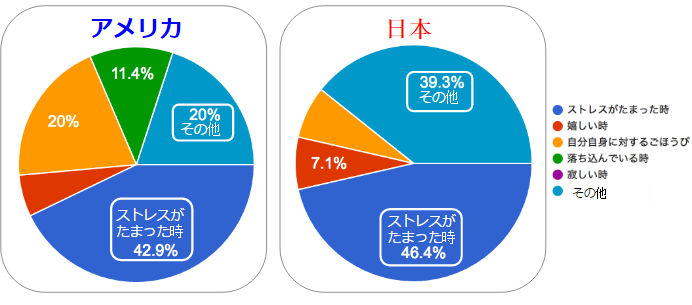 アメリカ
11.4%
20%
20%
その他
ストレスが
たまった時
42.9%
日本
39.3%
その他
7.1%
ストレスが
たまった時
46.4%
ストレスがたまった時
嬉しい時
自分自身に対するごほうび
落ち込んでいる時
寂しい時
その他